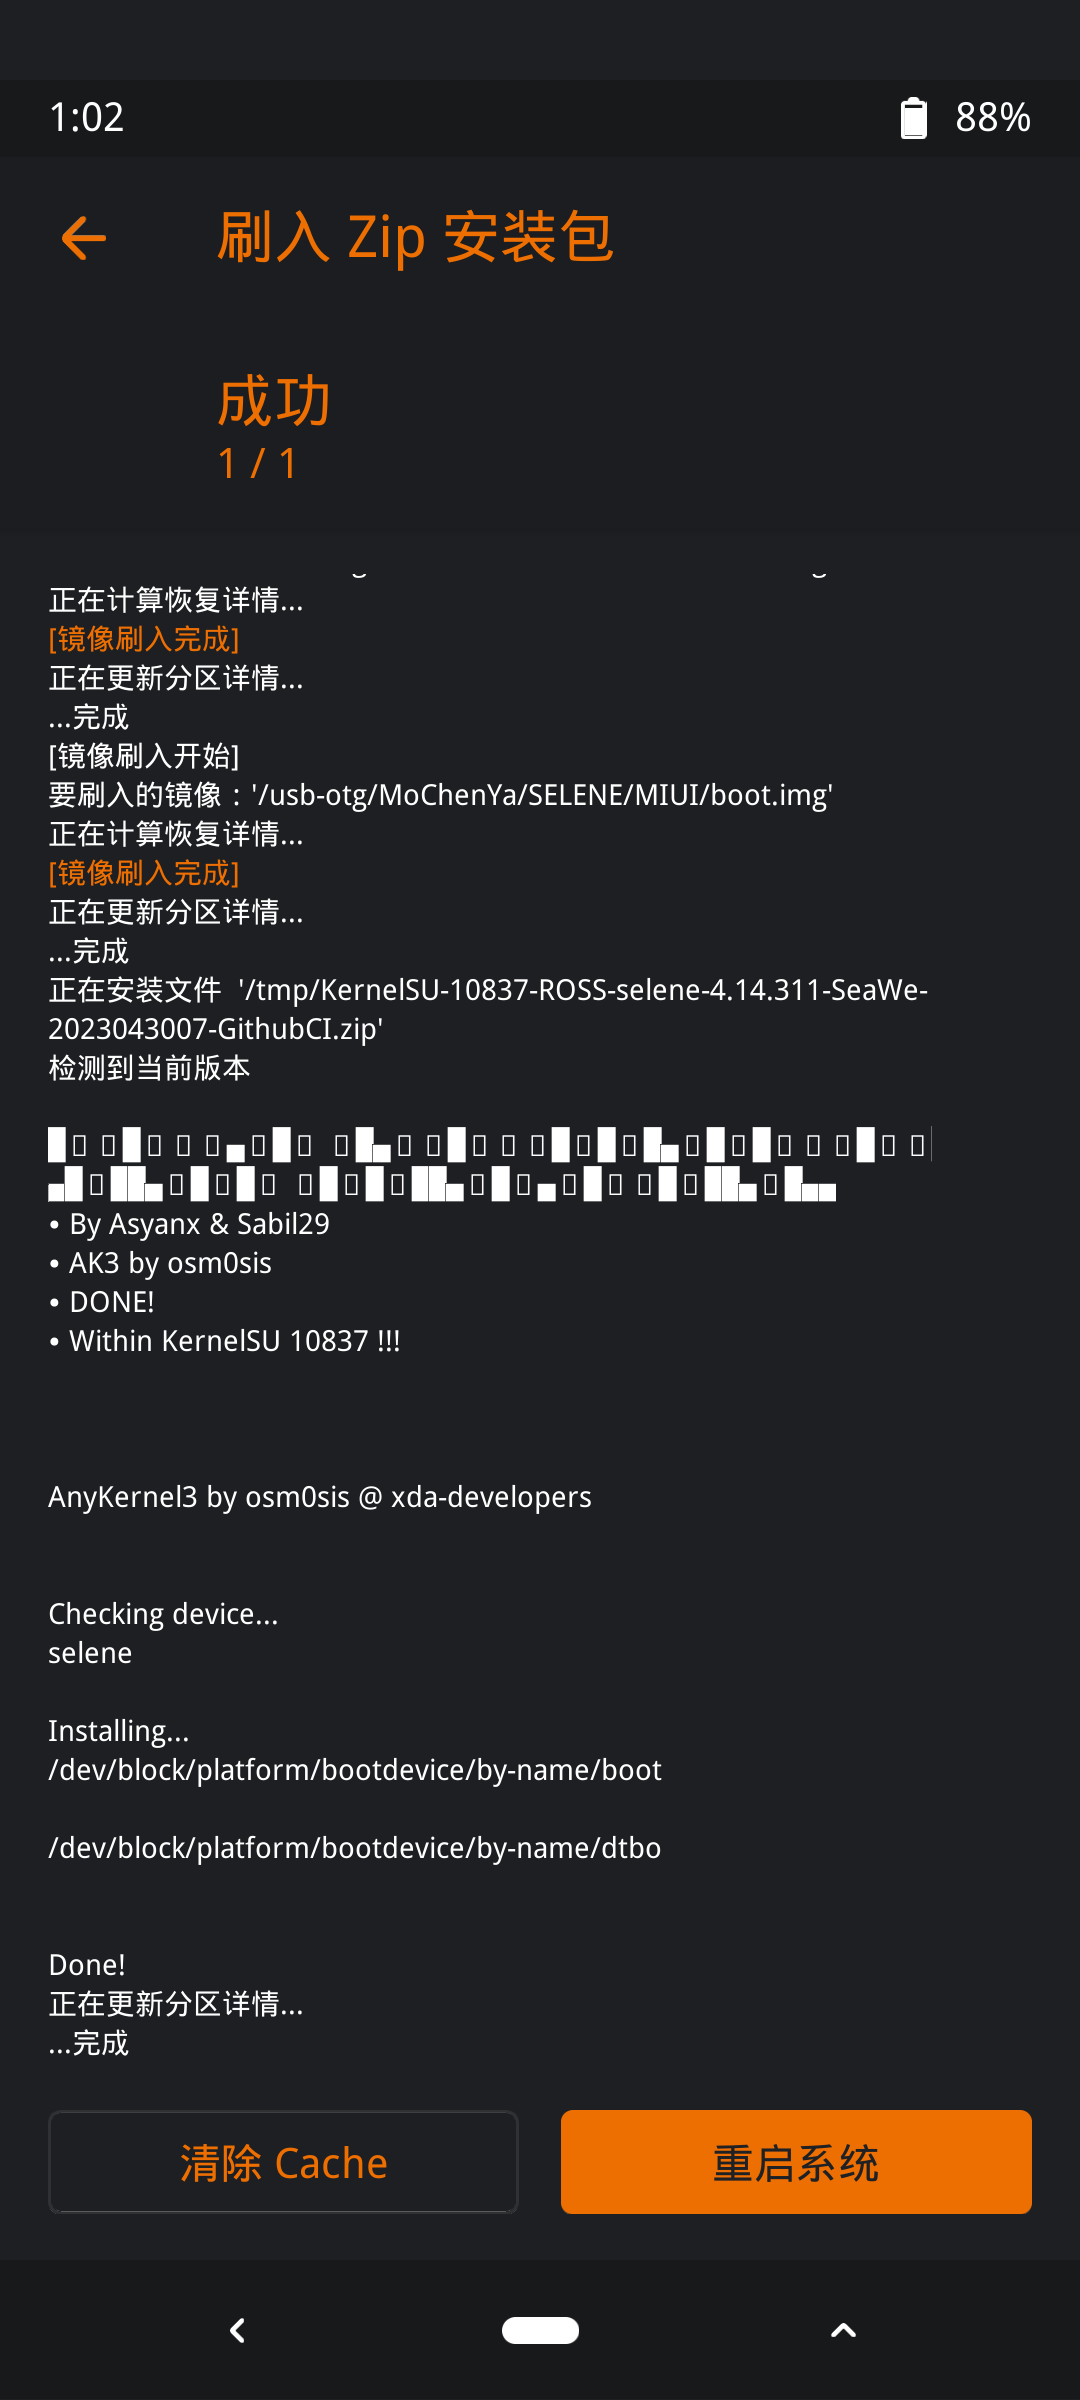 1:02
88%
刷入 Zip 安装包
成功
1 / 1
正在计算恢复详情...
[镜像刷入完成]
正在更新分区详情...
...完成
[镜像刷入开始]
要刷入的镜像：'/usb-otg/MoChenYa/SELENE/MIUI/boot.img'
正在计算恢复详情...
[镜像刷入完成]
正在更新分区详情...
...完成
正在安装文件 '/tmp/KernelSU-10837-ROSS-selene-4.14.311-SeaWe-
2023043007-GithubCI.zip'
检测到当前版本
• By Asyanx & Sabil29
• AK3 by osm0sis
• DONE!
• Within KernelSU 10837 !!!
AnyKernel3 by osm0sis @ xda-developers
Checking device...
selene
Installing...
/dev/block/platform/bootdevice/by-name/boot
/dev/block/platform/bootdevice/by-name/dtbo
Done!
正在更新分区详情...
...完成
清除 Cache
重启系统